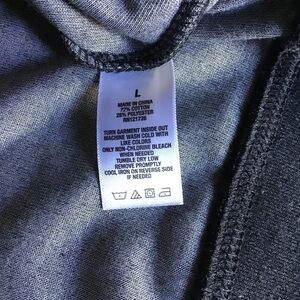 L
MADE IN CHINA
72% COTTON
28% POLYESTER
RN121726
TURN GARMENT INSIDE OUT
MACHINE WASH COLD WITH
LIKE COLORS
ONLY NON-CHLORINE BLEACH
WHEN NEEDED
TUMBLE DRY LOW
REMOVE PROMPTLY
COOL IRON ON REVERSE SIDE
IF NEEDED